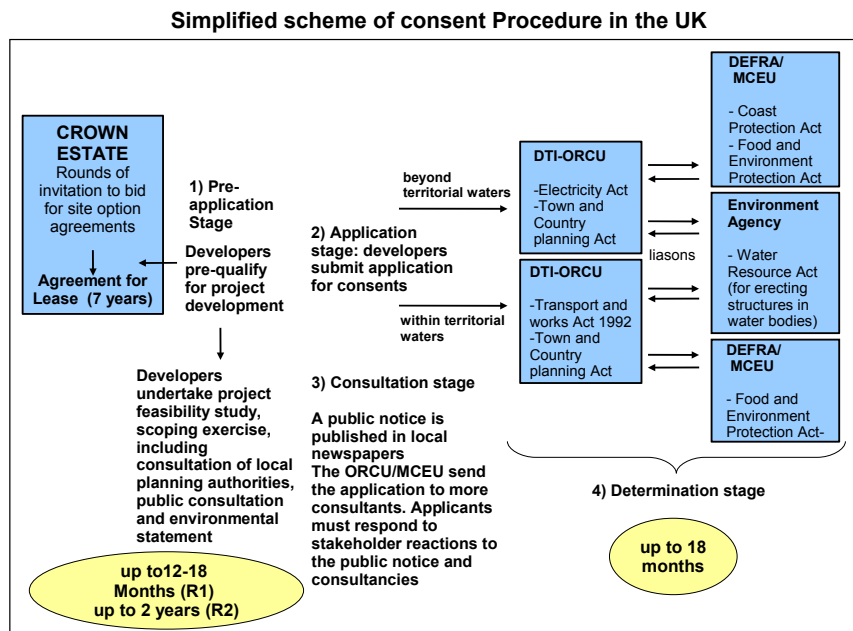 Simplified scheme of consent Procedure in the UK
CROWN
ESTATE
Rounds of
invitation to bid
for site option
agreements
Agreement for
Lease (7 years)
1) Pre-
application
Stage
Developers
pre-qualify
for project
development
Developers
undertake project
feasibility study,
scoping exercise,
including
consultation of local
planning authorities,
public consultation
and environmental
statement
up to12-18
Months (R1)
up to 2 years (R2)
2) Application
stage: developers
submit application
for consents
beyond
territorial waters
within territorial
waters
3) Consultation stage
A public notice is
published in local
newspapers
The ORCU/MCEU send
the application to more
consultants. Applicants
must respond to
stakeholder reactions to
the public notice and
consultancies
DTI-ORCU
-Electricity Act
-Town and
Country
planning Act
DTI-ORCU
-Transport and
works Act 1992
-Town and
Country
planning Act
liasons
DEFRA/
MCEU
- Coast
Protection Act
- Food and
Environment
Protection Act
Environment
Agency
- Water
Resource Act
(for erecting
structures in
water bodies)
DEFRA/
MCEU
- Food and
Environment
Protection Act-
4) Determination stage
up to 18
months